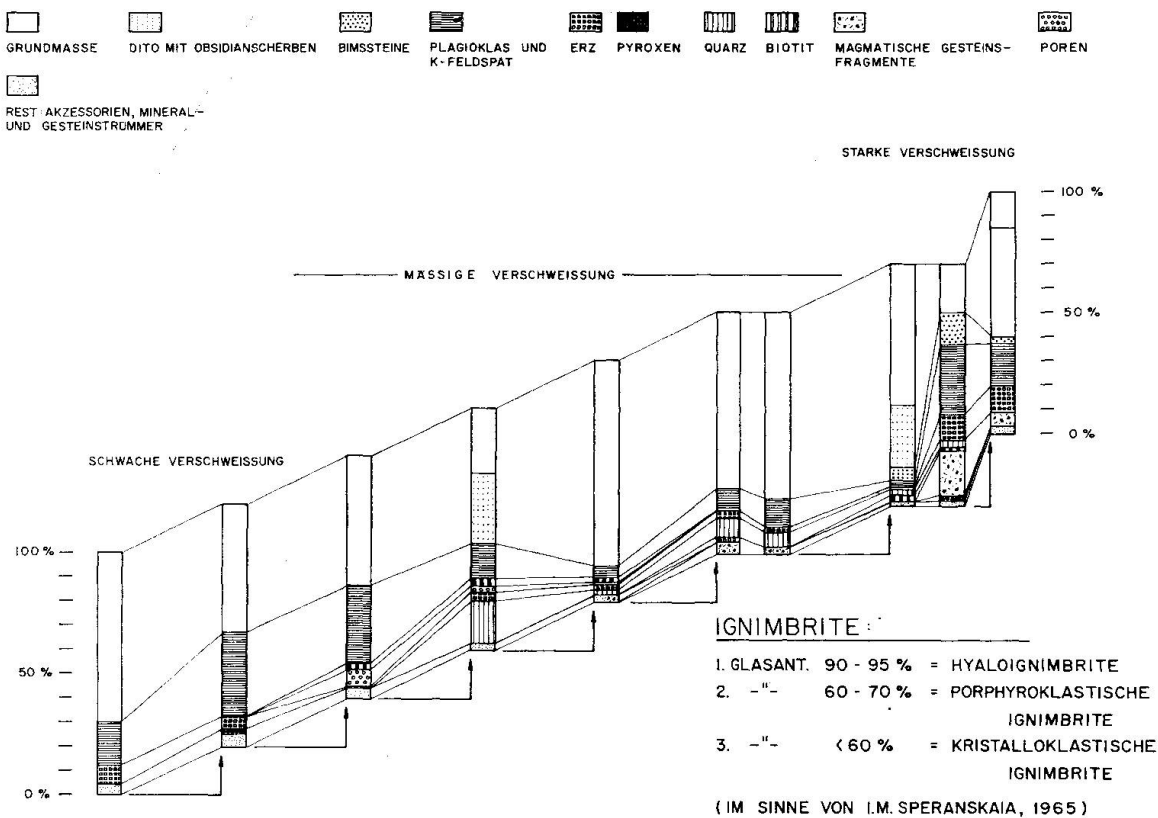 GRUNDMASSE
DITO MIT OBSIDIANSCHERBEN
BIMSSTEINE
PLAGIOKLAS UND
K-FELDSPAT
ERZ
PYROXEN
QUARZ
BIOTIT
MAGMATISCHE GESTEINS-
FRAGMENTE
POREN
REST: AKZESSORIEN, MINERAL-
UND GESTEINSTRÜMMER
STARKE VERSCHWEISSUNG
100 %
MÄSSIGE VERSCHWEISSUNG
50 %
0 %
SCHWACHE VERSCHWEISSUNG
100 %
50 %
0 %
IGNIMBRITE :
1. GLASANT. 90 - 95 % = HYALOIGNIMBRITE
2. -"- 60 - 70 % = PORPHYROKLASTISCHE
IGNIMBRITE
3. -"- < 60 % = KRISTALLOKLASTISCHE
IGNIMBRITE
( IM SINNE VON I.M. SPERANSKAIA, 1965 )